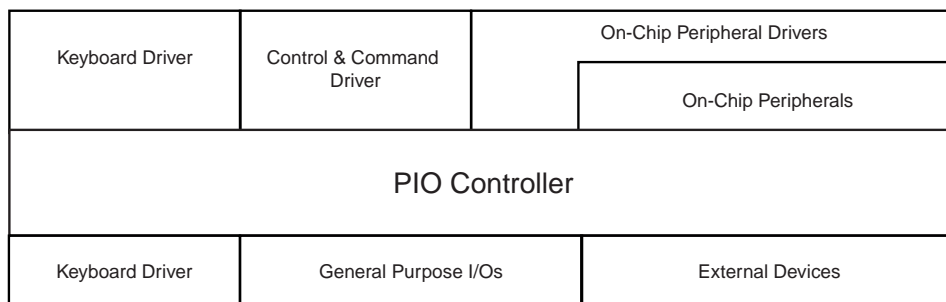 Keyboard Driver
Control & Command
Driver
On-Chip Peripheral Drivers
On-Chip Peripherals
PIO Controller
Keyboard Driver
General Purpose I/Os
External Devices